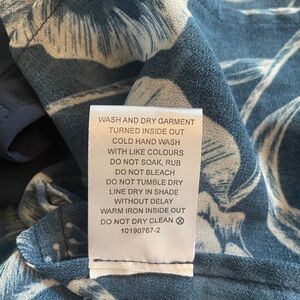 WASH AND DRY GARMENT
TURNED INSIDE OUT
COLD HAND WASH
WITH LIKE COLOURS
DO NOT SOAK, RUB
DO NOT BLEACH
DO NOT TUMBLE DRY
LINE DRY IN SHADE
WITHOUT DELAY
WARM IRON INSIDE OUT
DO NOT DRY CLEAN ⓧ
10190767-2